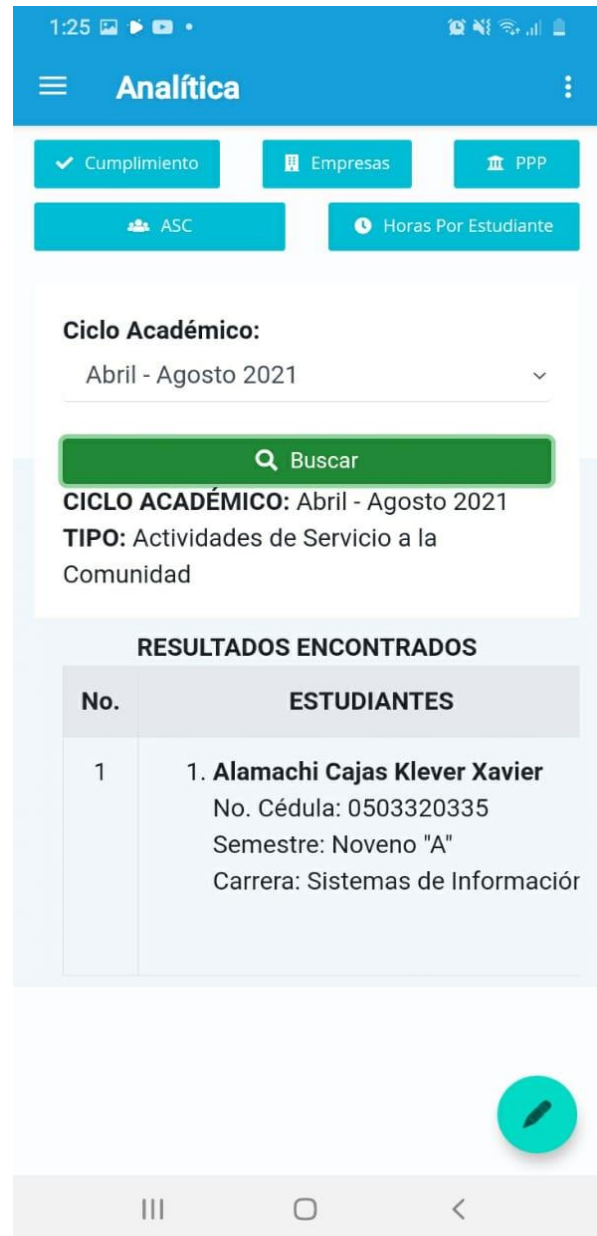 1:25
Analítica
Cumplimiento
Empresas
PPP
ASC
Horas Por Estudiante
Ciclo Académico:
Abril - Agosto 2021
Buscar
CICLO ACADÉMICO: Abril - Agosto 2021
TIPO: Actividades de Servicio a la
Comunidad
RESULTADOS ENCONTRADOS
No. ESTUDIANTES
1 1. Alamachi Cajas Klever Xavier
No. Cédula: 0503320335
Semestre: Noveno "A"
Carrera: Sistemas de Información